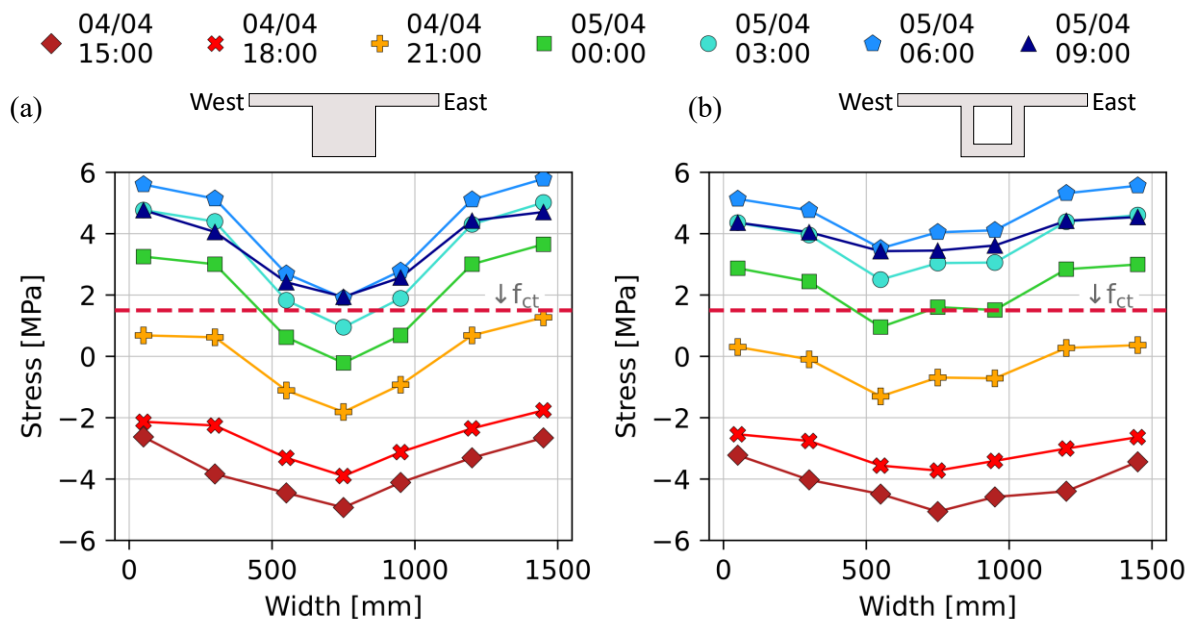 04/04 04/04 04/04 05/04 05/04 05/04 05/04
15:00 18:00 21:00 00:00 03:00 06:00 09:00
(a) West East (b) West East
6 6
4 4
2 ↓f_ct 2 ↓f_ct
0 0
−2 −2
−4 −4
−6 −6
Stress [MPa] Stress [MPa]
0 500 1000 1500 0 500 1000 1500
Width [mm] Width [mm]